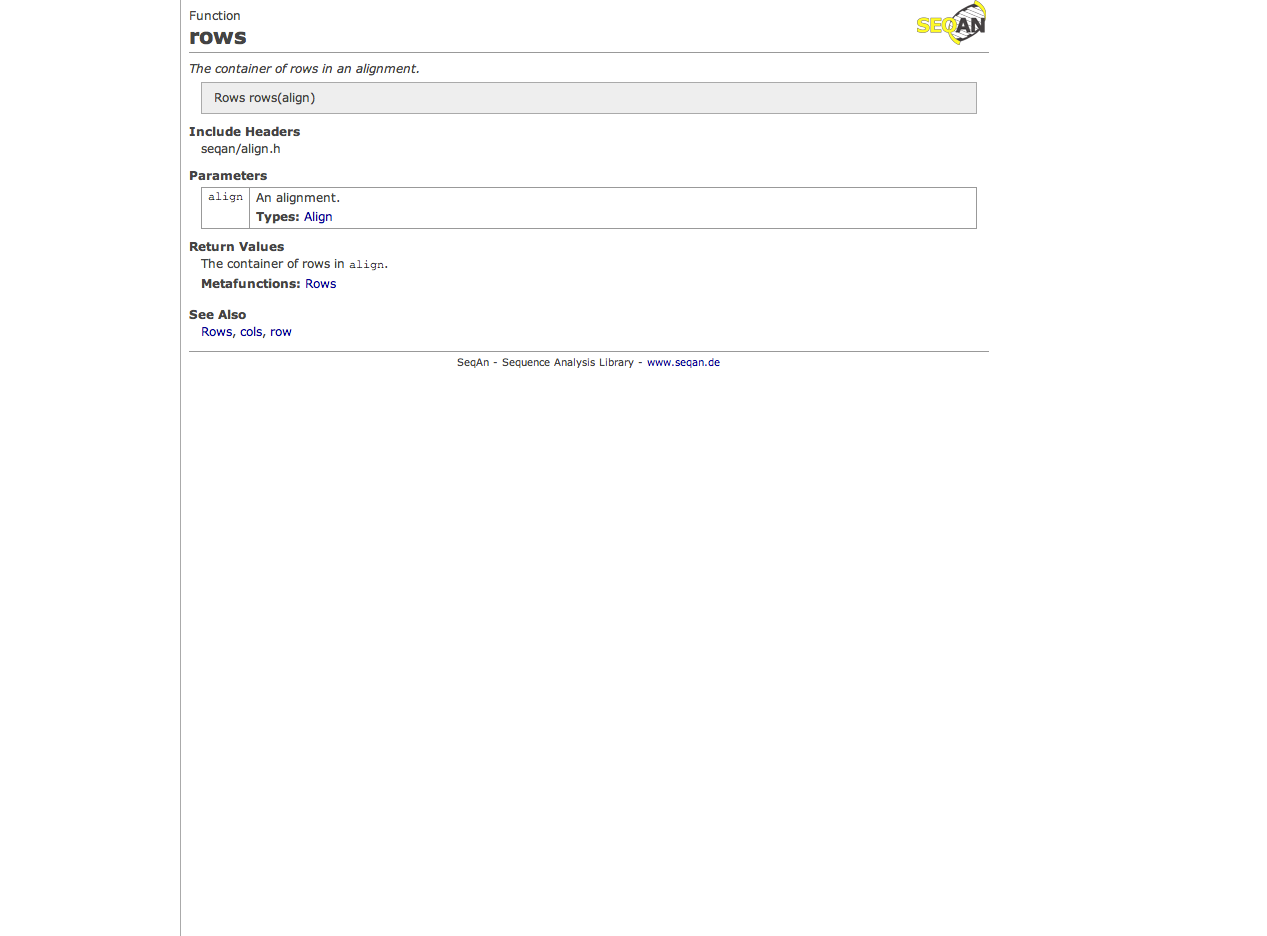 Function
rows
SEQAN
The container of rows in an alignment.
Rows rows(align)
Include Headers
seqan/align.h
Parameters
align An alignment.
Types: Align
Return Values
The container of rows in align.
Metafunctions: Rows
See Also
Rows, cols, row
SeqAn - Sequence Analysis Library - www.seqan.de